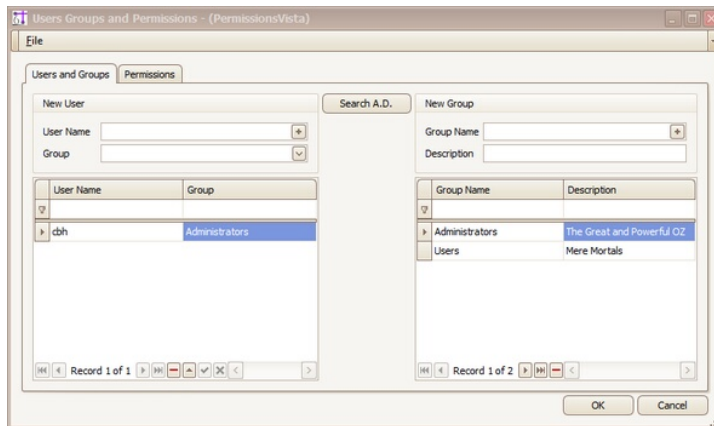 Users Groups and Permissions - (PermissionsVista)
File
Users and Groups Permissions
New User
Search A.D.
New Group
User Name
Group Name
Group
Description
User Name Group
Group Name Description
cbh Administrators
Administrators The Great and Powerful OZ
Users Mere Mortals
Record 1 of 1
Record 1 of 2
OK Cancel